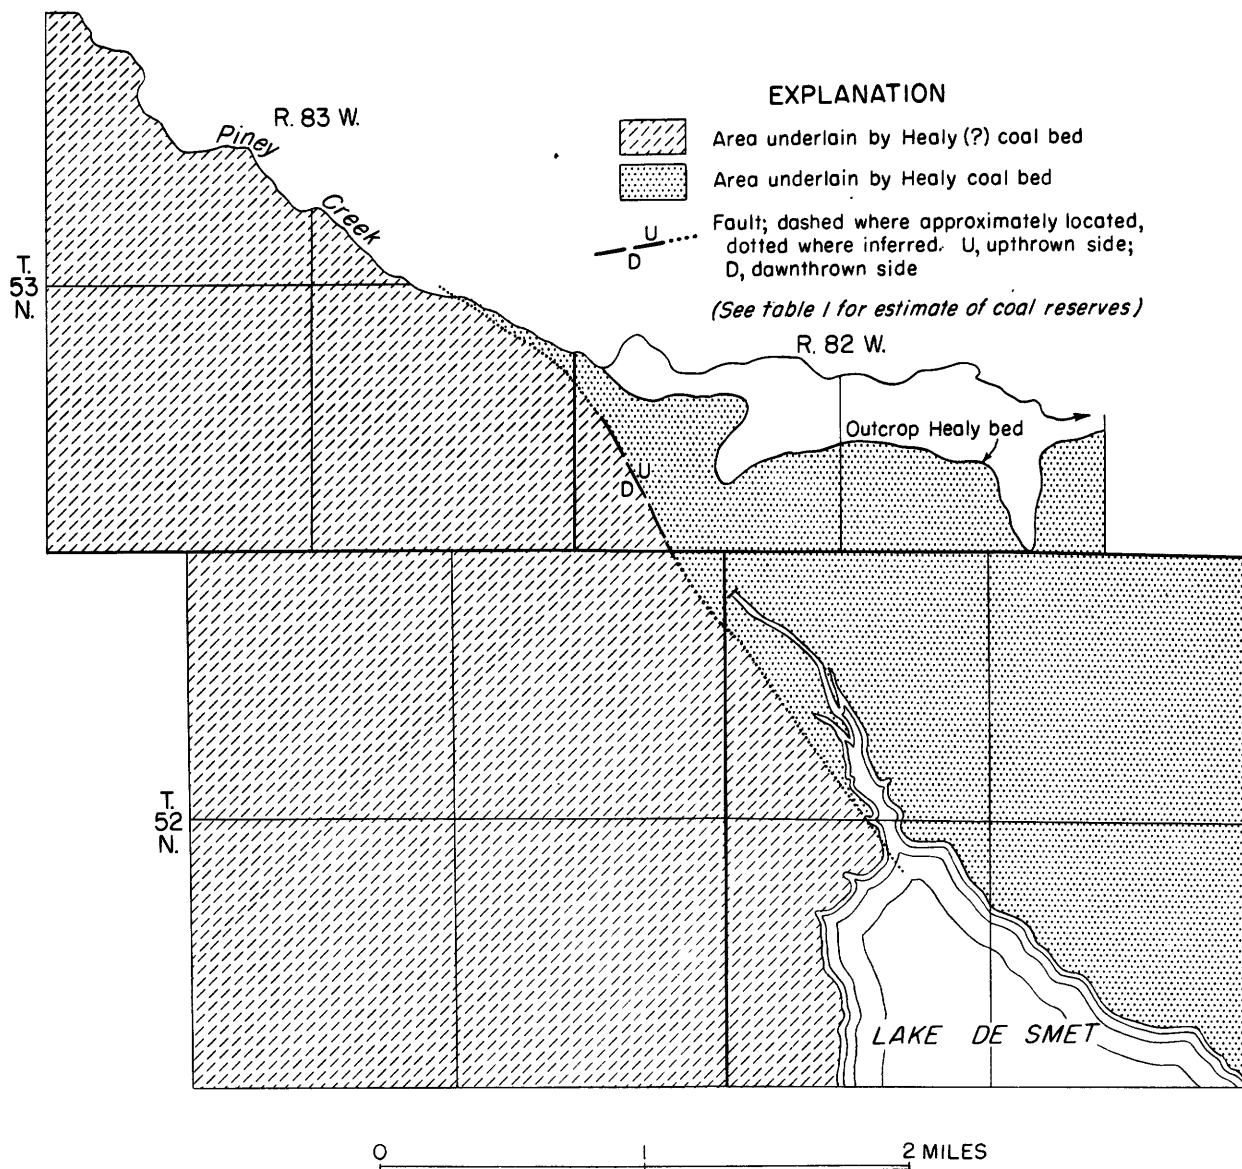 EXPLANATION
R. 83 W.
Piney
Creek
Area underlain by Healy (?) coal bed
Area underlain by Healy coal bed
U
D
Fault; dashed where approximately located,
dotted where inferred. U, upthrown side;
D, dawnthrown side
(See table 1 for estimate of coal reserves)
T.
53
N.
R. 82 W.
Outcrop Healy bed
U
D
T.
52
N.
LAKE DE SMET
0 1 2 MILES